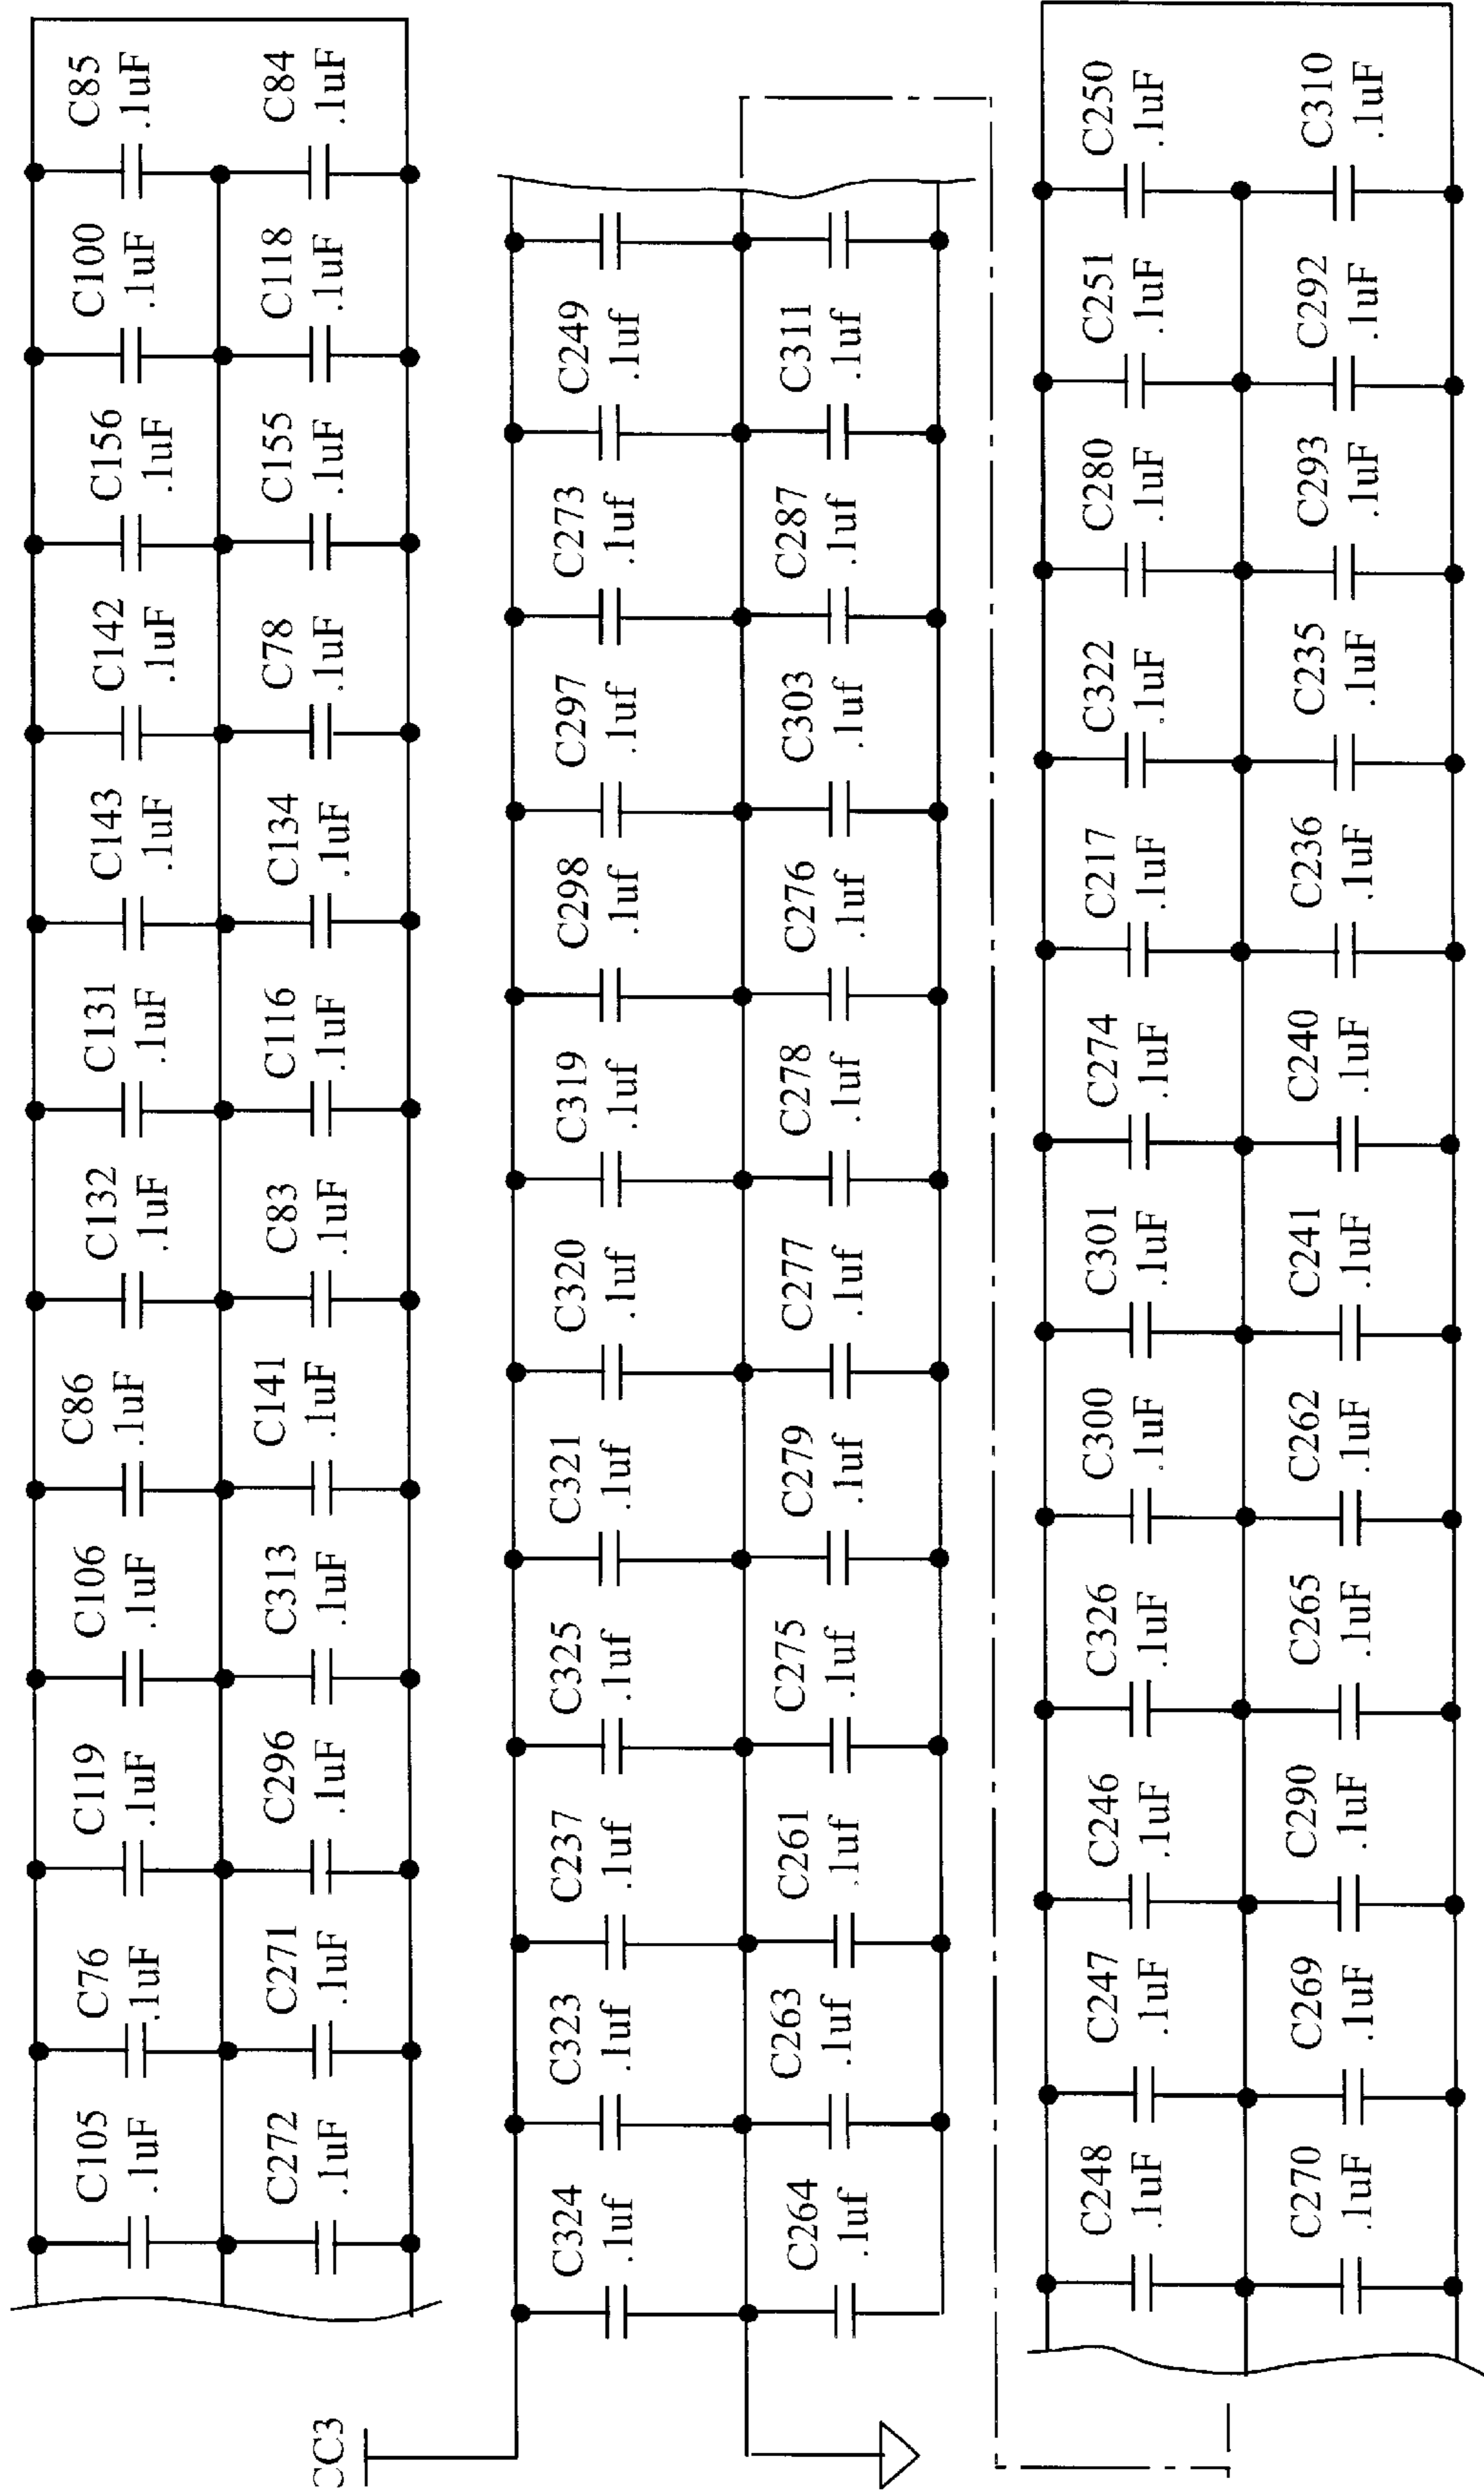 C105
.1uF
C76
.1uF
C119
.1uF
C106
.1uF
C86
.1uF
C132
.1uF
C131
.1uF
C143
.1uF
C142
.1uF
C156
.1uF
C100
.1uF
C85
.1uF
C272
.1uF
C271
.1uF
C296
.1uF
C313
.1uF
C141
.1uF
C83
.1uF
C116
.1uF
C134
.1uF
C78
.1uF
C155
.1uF
C118
.1uF
C84
.1uF
CC3
C324
.1uf
C323
.1uf
C237
.1uf
C325
.1uf
C321
.1uf
C320
.1uf
C319
.1uf
C298
.1uf
C297
.1uf
C273
.1uf
C249
.1uf
C264
.1uf
C263
.1uf
C261
.1uf
C275
.1uf
C279
.1uf
C277
.1uf
C278
.1uf
C276
.1uf
C303
.1uf
C287
.1uf
C311
.1uf
C248
.1uF
C247
.1uF
C246
.1uF
C326
.1uF
C300
.1uF
C301
.1uF
C274
.1uF
C217
.1uF
C322
.1uF
C280
.1uF
C251
.1uF
C250
.1uF
C270
.1uF
C269
.1uF
C290
.1uF
C265
.1uF
C262
.1uF
C241
.1uF
C240
.1uF
C236
.1uF
C235
.1uF
C293
.1uF
C292
.1uF
C310
.1uF